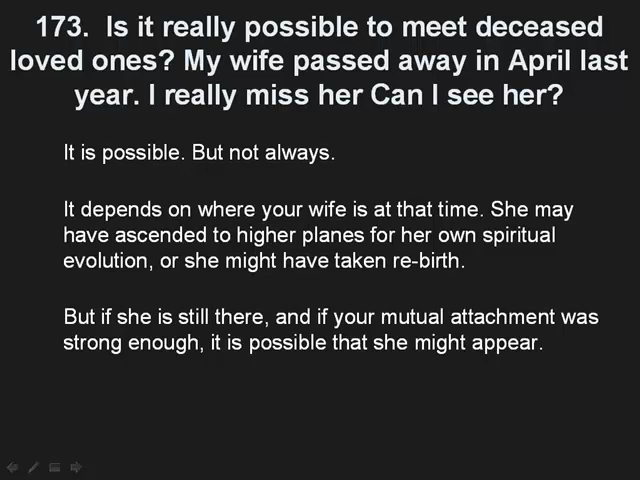 173.  Is it really possible to meet deceased
loved ones? My wife passed away in April last
year. I really miss her Can I see her?
It is possible. But not always.
It depends on where your wife is at that time. She may
have ascended to higher planes for her own spiritual
evolution, or she might have taken re-birth.
But if she is still there, and if your mutual attachment was
strong enough, it is possible that she might appear.